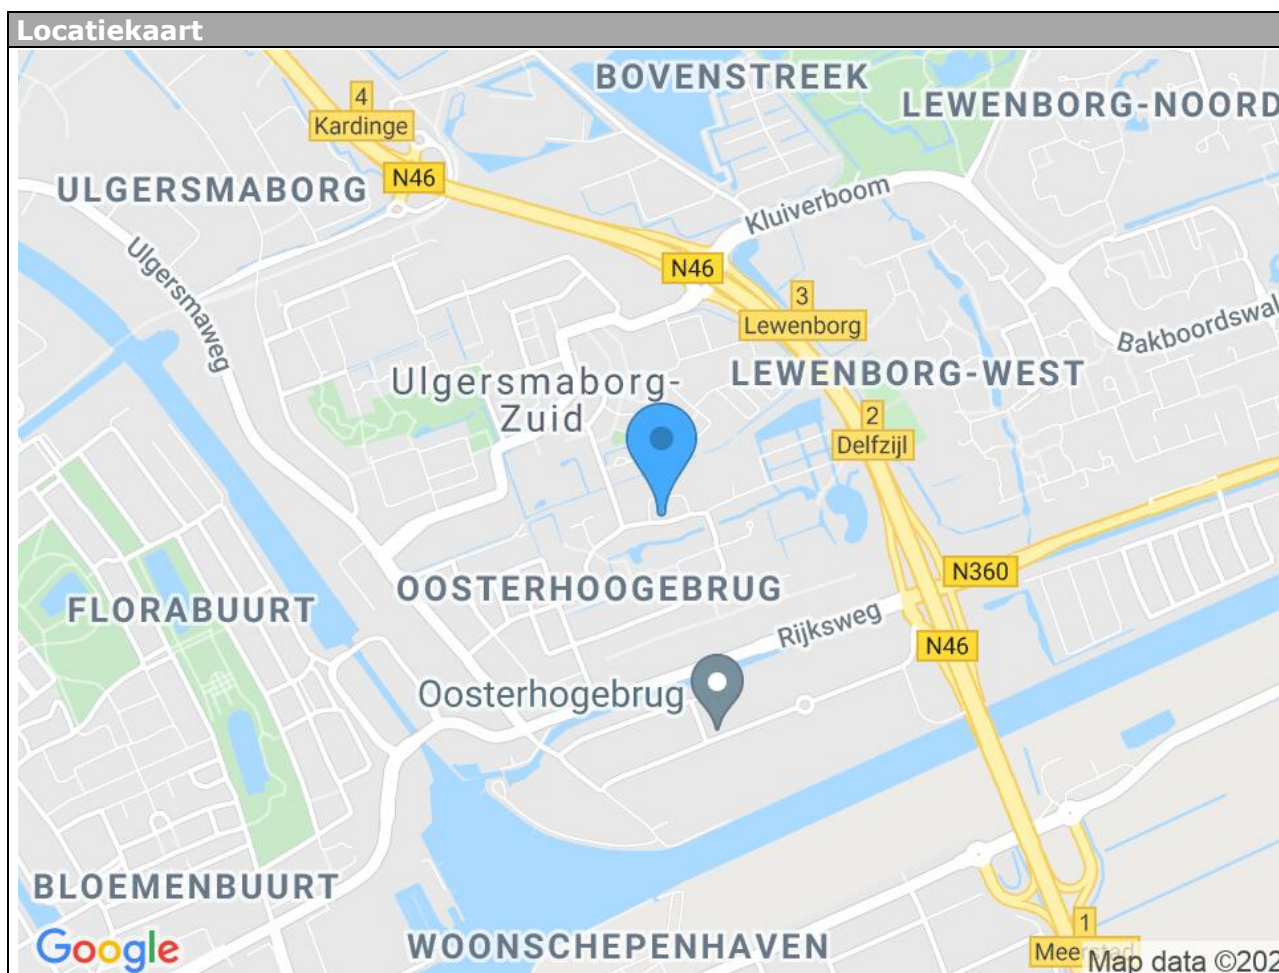 Locatiekaart
BOVENSTREEK
4
Kardinge
LEWENBORG-NOORD
N46
ULGERSMABORG
Kluiverboom
Ulgersmaweg
N46
3
Lewenborg
Bakboordswal
Ulgersmaborg-
Zuid
LEWENBORG-WEST
2
Delfzijl
N360
OOSTERHOOGEBRUG
FLORABUURT
Rijksweg
N46
Oosterhogebrug
BLOEMENBUURT
1
Google
WOONSCHEPENHAVEN
Map data ©202